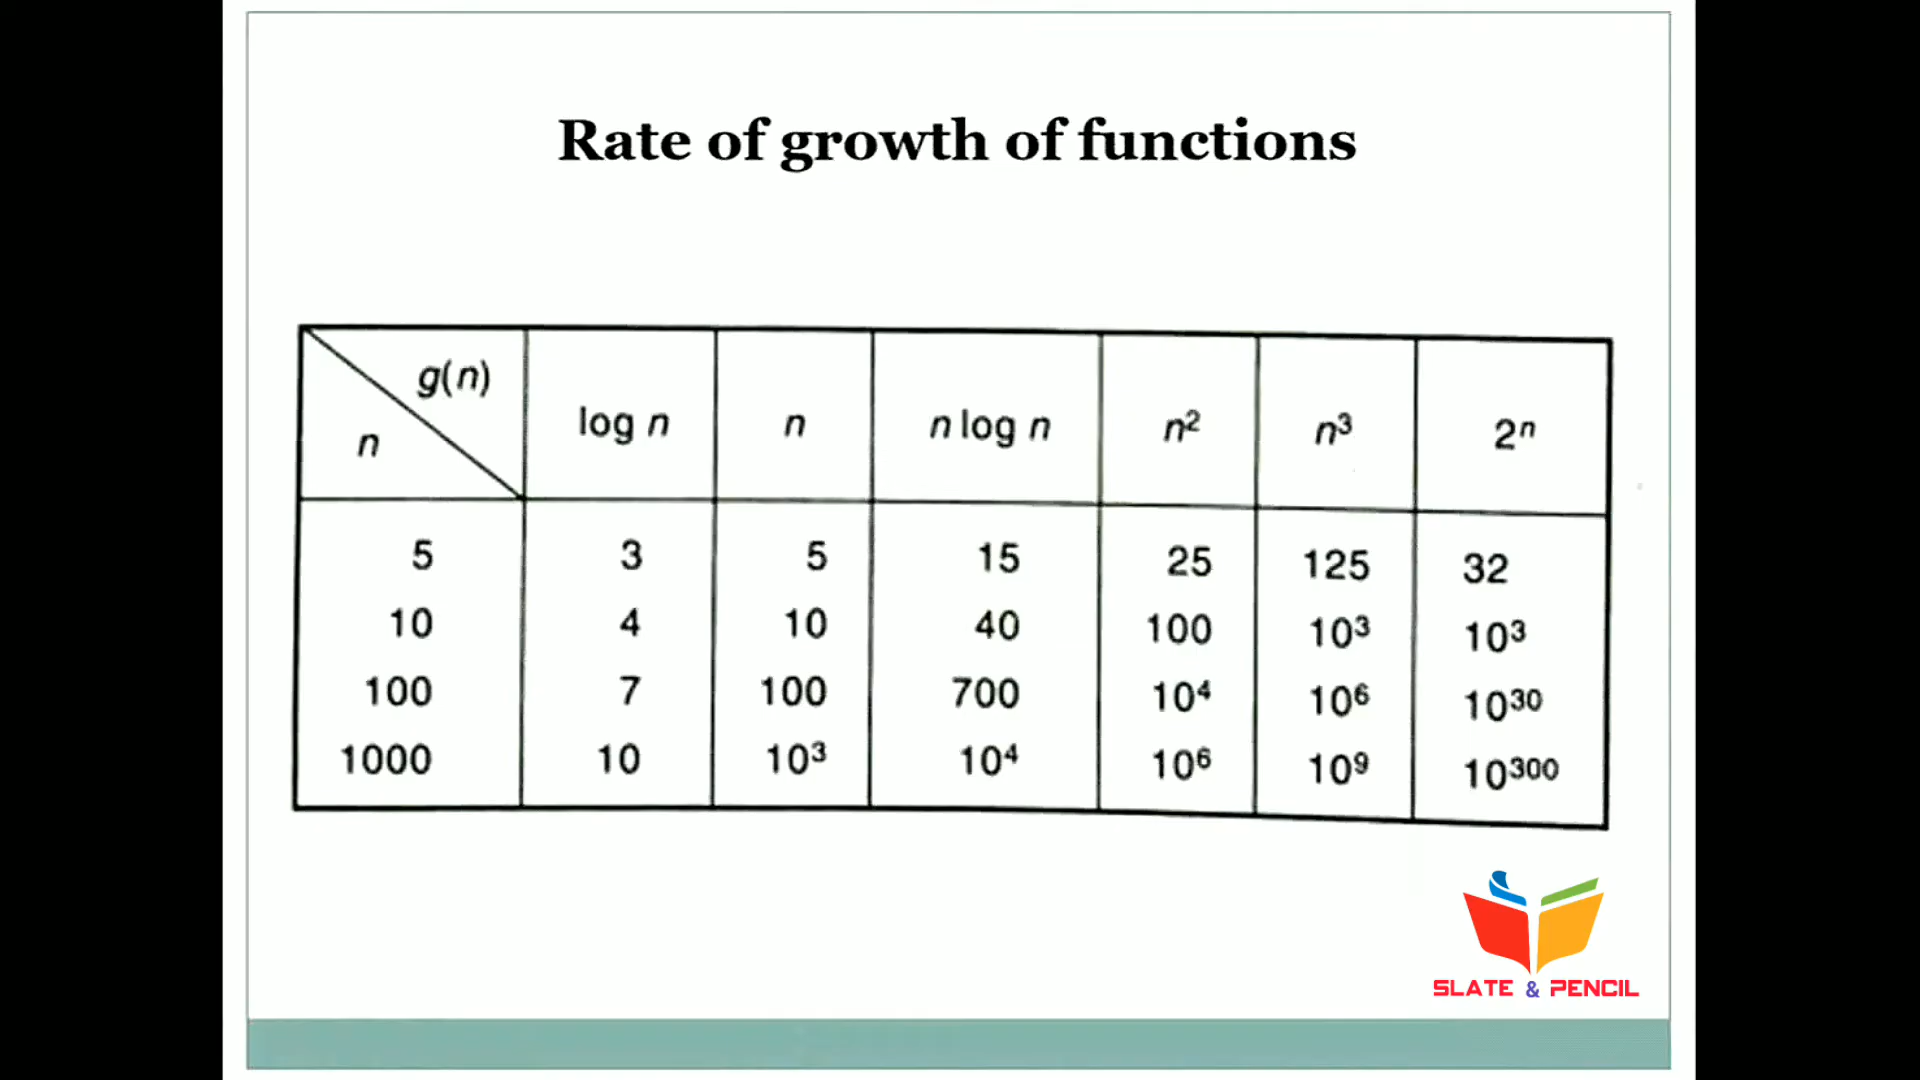 Rate of growth of functions
g(n)
n
log n
n
n log n
n²
n³
2ⁿ
5 3 5 15 25 125 32
10 4 10 40 100 10³ 10³
100 7 100 700 10⁴ 10⁶ 10³⁰
1000 10 10³ 10⁴ 10⁶ 10⁹ 10³⁰⁰
SLATE & PENCIL